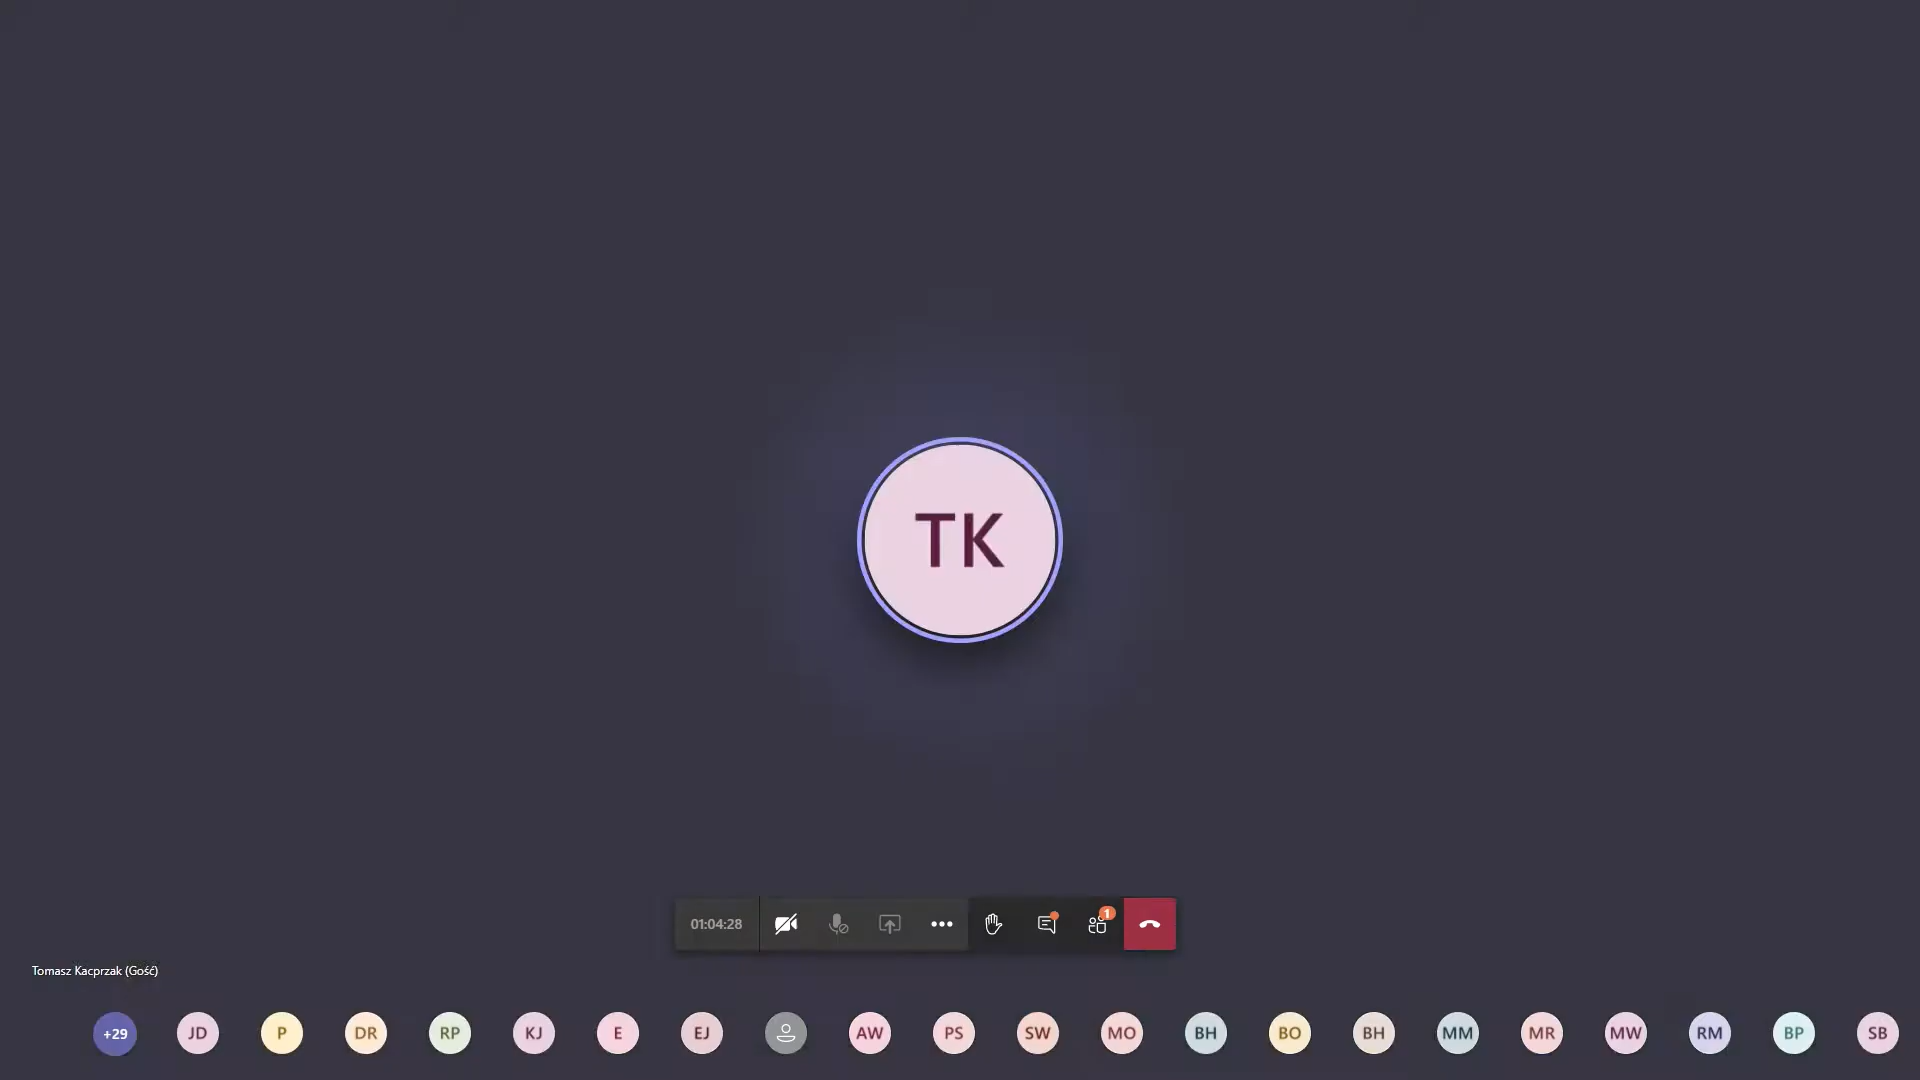 TK
01:04:28
1
Tomasz Kacprzak (Gość)
+29 JD P DR RP KJ E EJ AW PS SW MO BH BO BH MM MR MW RM BP SB